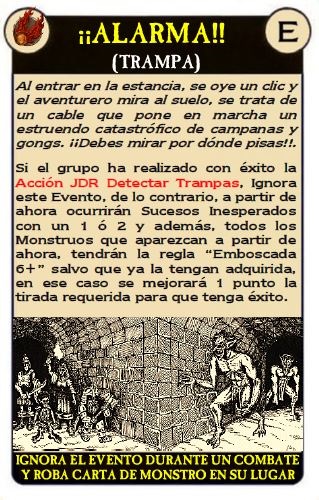 ¡¡ALARMA!!
E
(TRAMPA)
Al entrar en la estancia, se oye un clic y
el aventurero mira al suelo, se trata de
un cable que pone en marcha un
estruendo catastrófico de campanas y
gongs. ¡¡Debes mirar por dónde pisas!!.
Si el grupo ha realizado con éxito la
Acción JDR Detectar Trampas, Ignora
este Evento, de lo contrario, a partir de
ahora ocurrirán Sucesos Inesperados
con un 1 ó 2 y además, todos los
Monstruos que aparezcan a partir de
ahora, tendrán la regla “Emboscada
6+” salvo que ya la tengan adquirida,
en ese caso se mejorará 1 punto la
tirada requerida para que tenga éxito.
IGNORA EL EVENTO DURANTE UN COMBATE
Y ROBA CARTA DE MONSTRO EN SU LUGAR